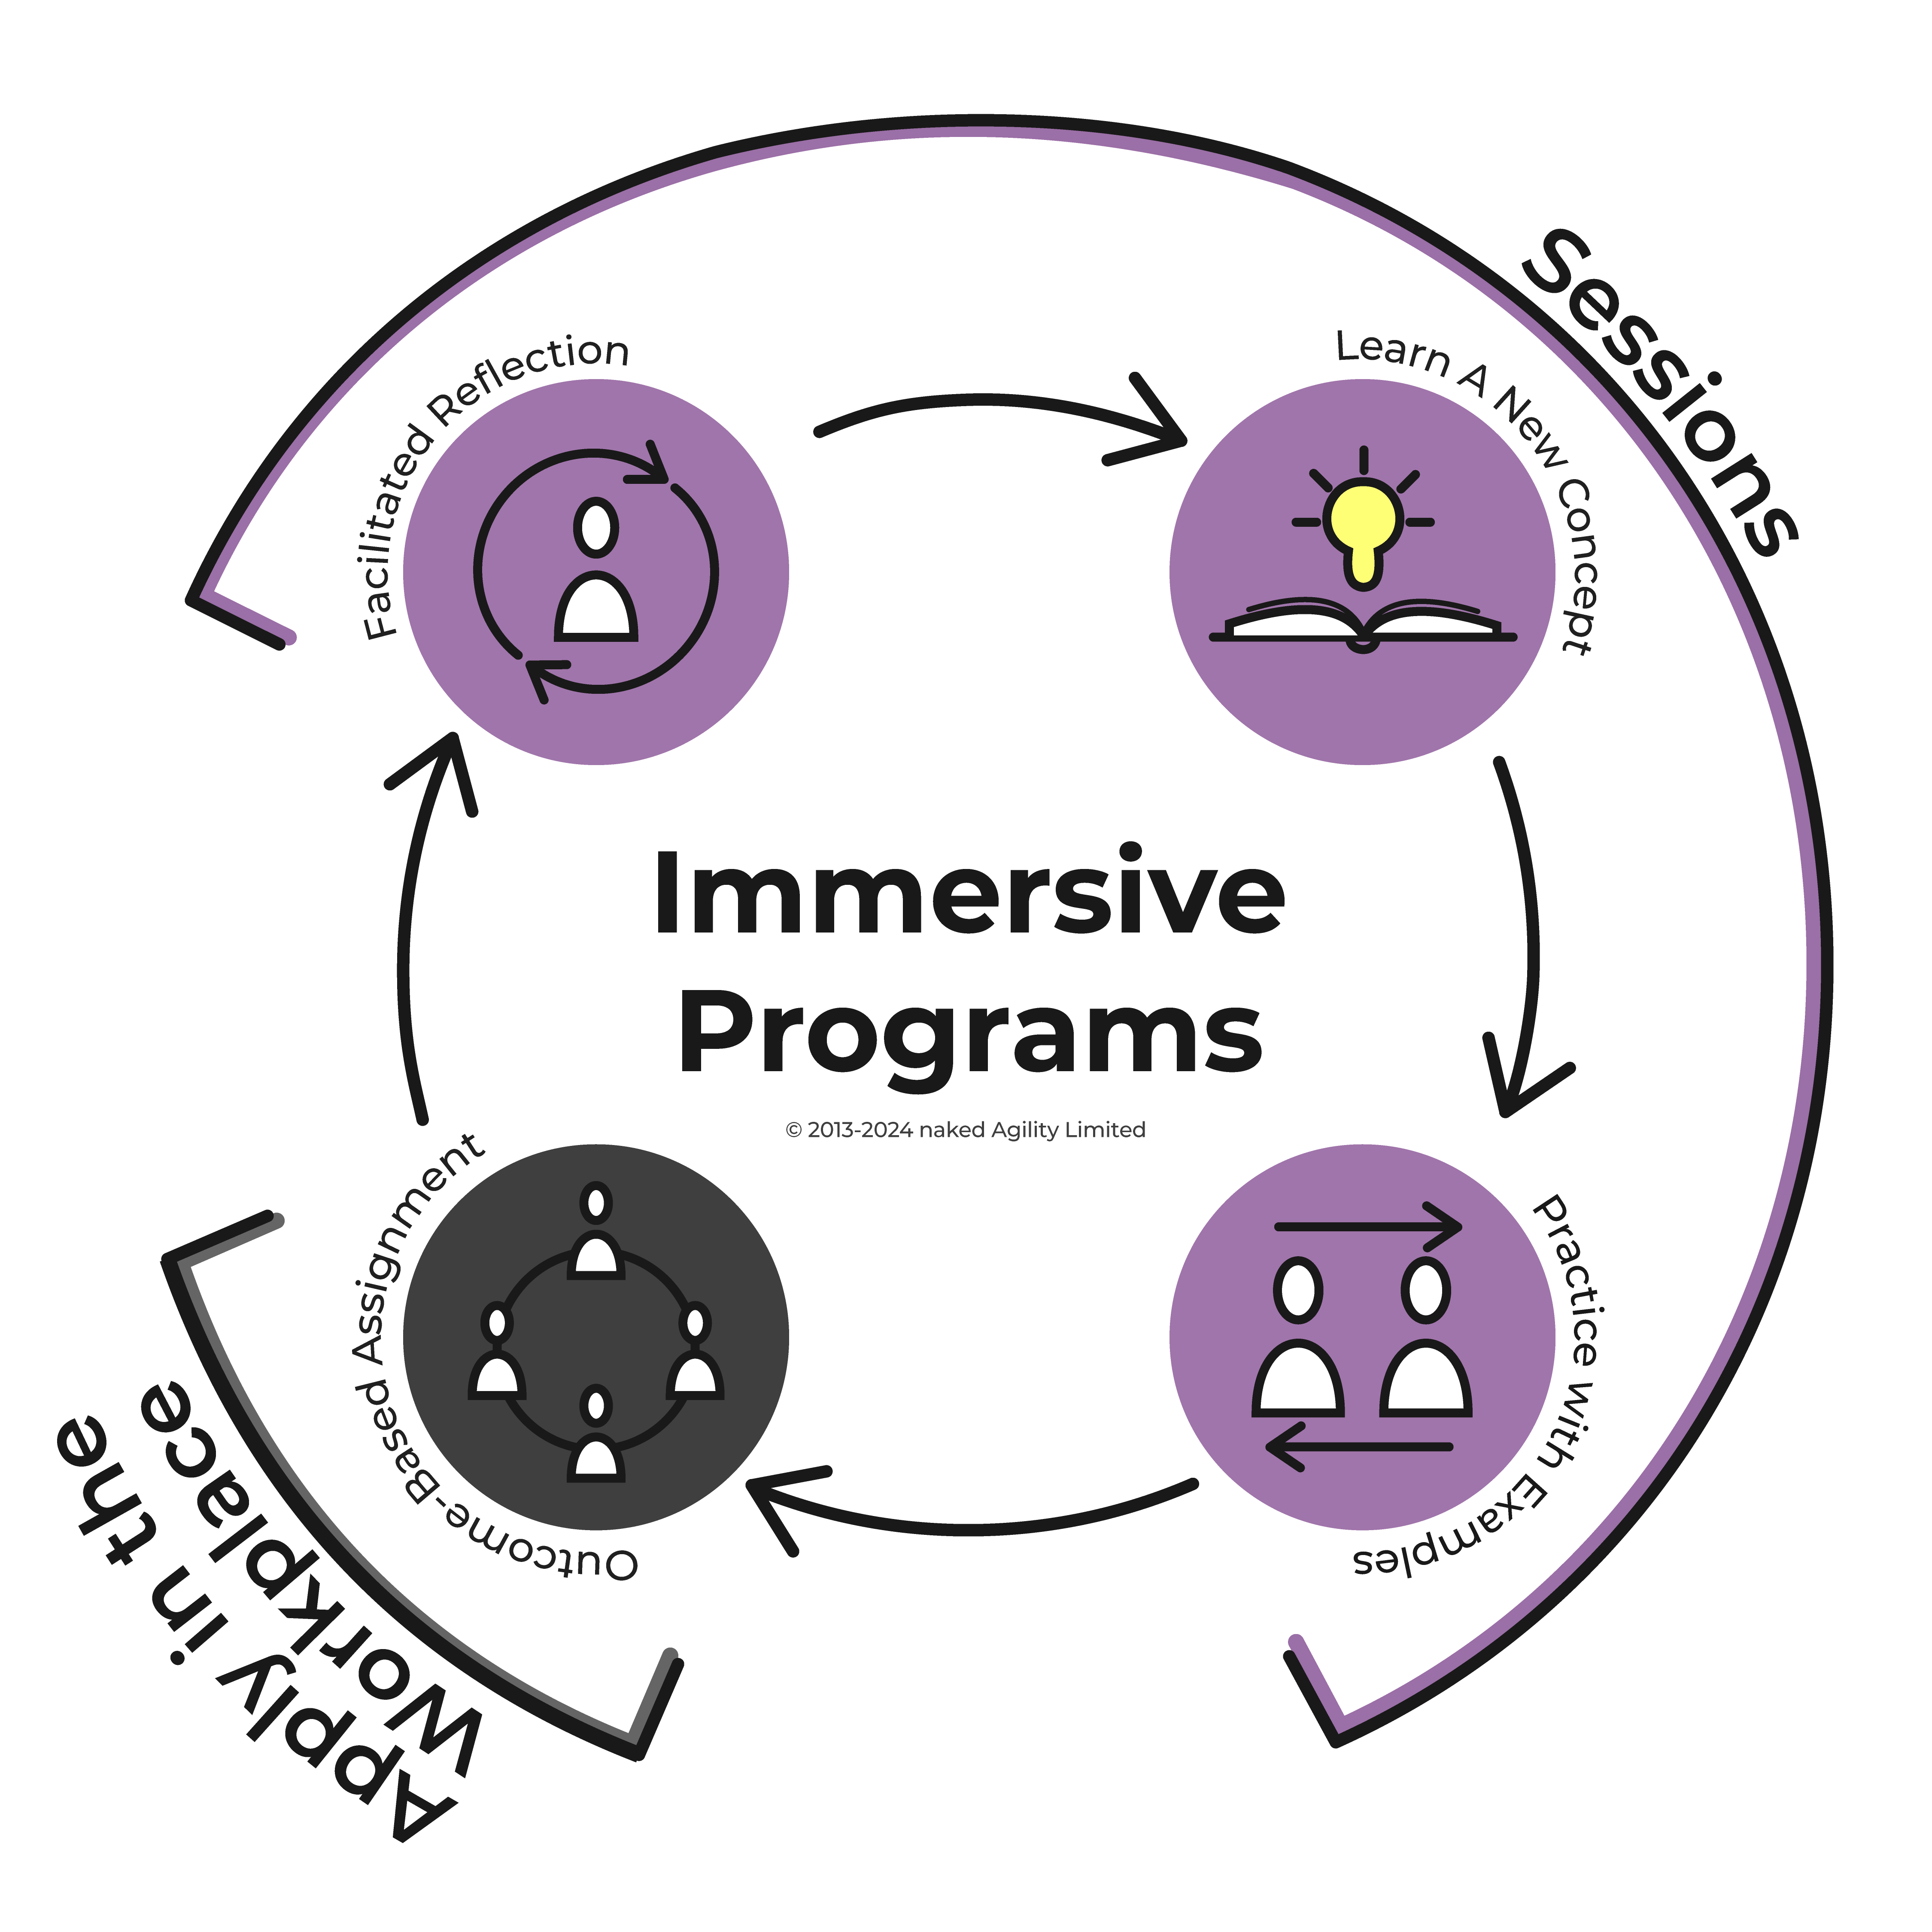 Sessions
Facilitated Reflection
Learn A New Concept
Immersive
Programs
© 2013-2024 naked Agility Limited
Practice with Examples
Outcome-Based Assignment
Apply in the
Workplace